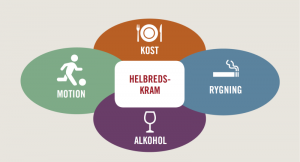 KOST
HELBREDS-
KRAM
MOTION
RYGNING
ALKOHOL